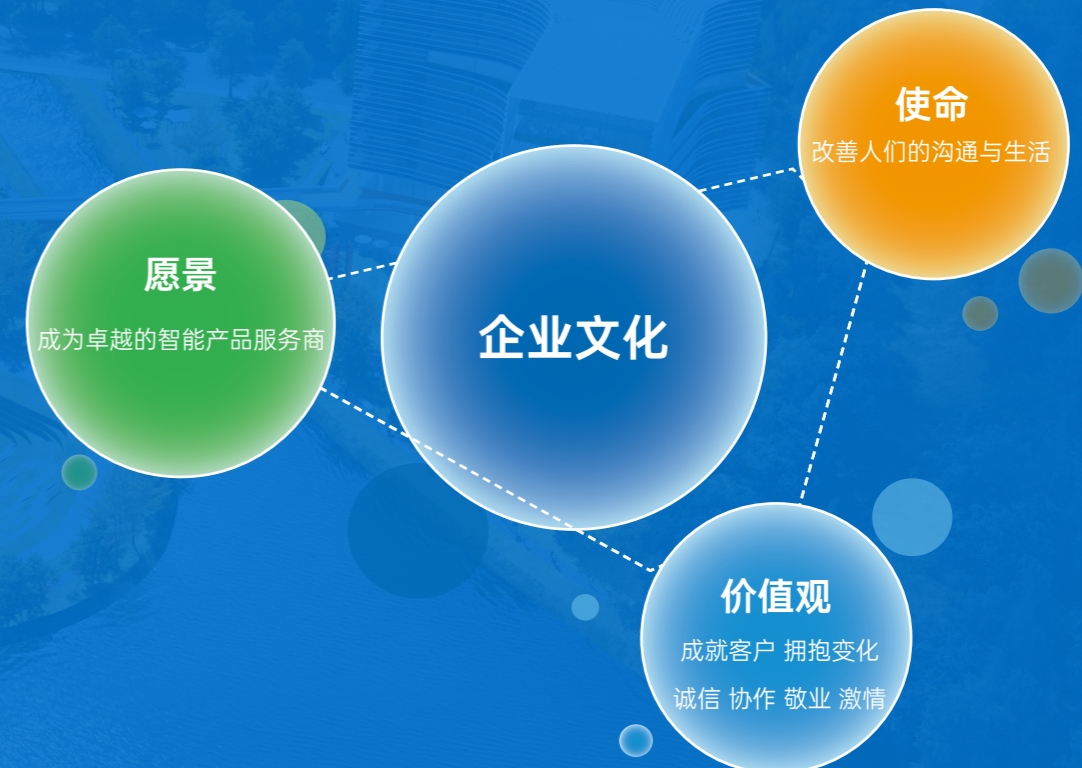 使命
改善人们的沟通与生活
愿景
成为卓越的智能产品服务商
企业文化
价值观
成就客户 拥抱变化
诚信 协作 敬业 激情